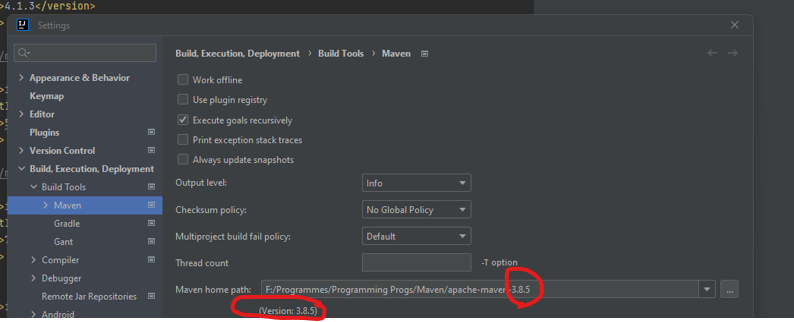 >4.1.3</version>
Settings
Build, Execution, Deployment › Build Tools › Maven
Appearance & Behavior
Keymap
Editor
Plugins
Version Control
Build, Execution, Deployment
Build Tools
Maven
Gradle
Gant
Compiler
Debugger
Remote Jar Repositories
Android
Work offline
Use plugin registry
Execute goals recursively
Print exception stack traces
Always update snapshots
Output level: Info
Checksum policy: No Global Policy
Multiproject build fail policy: Default
Thread count -T option
Maven home path: F:/Programmes/Programming Progs/Maven/apache-maven-3.8.5 ...
(Version: 3.8.5)